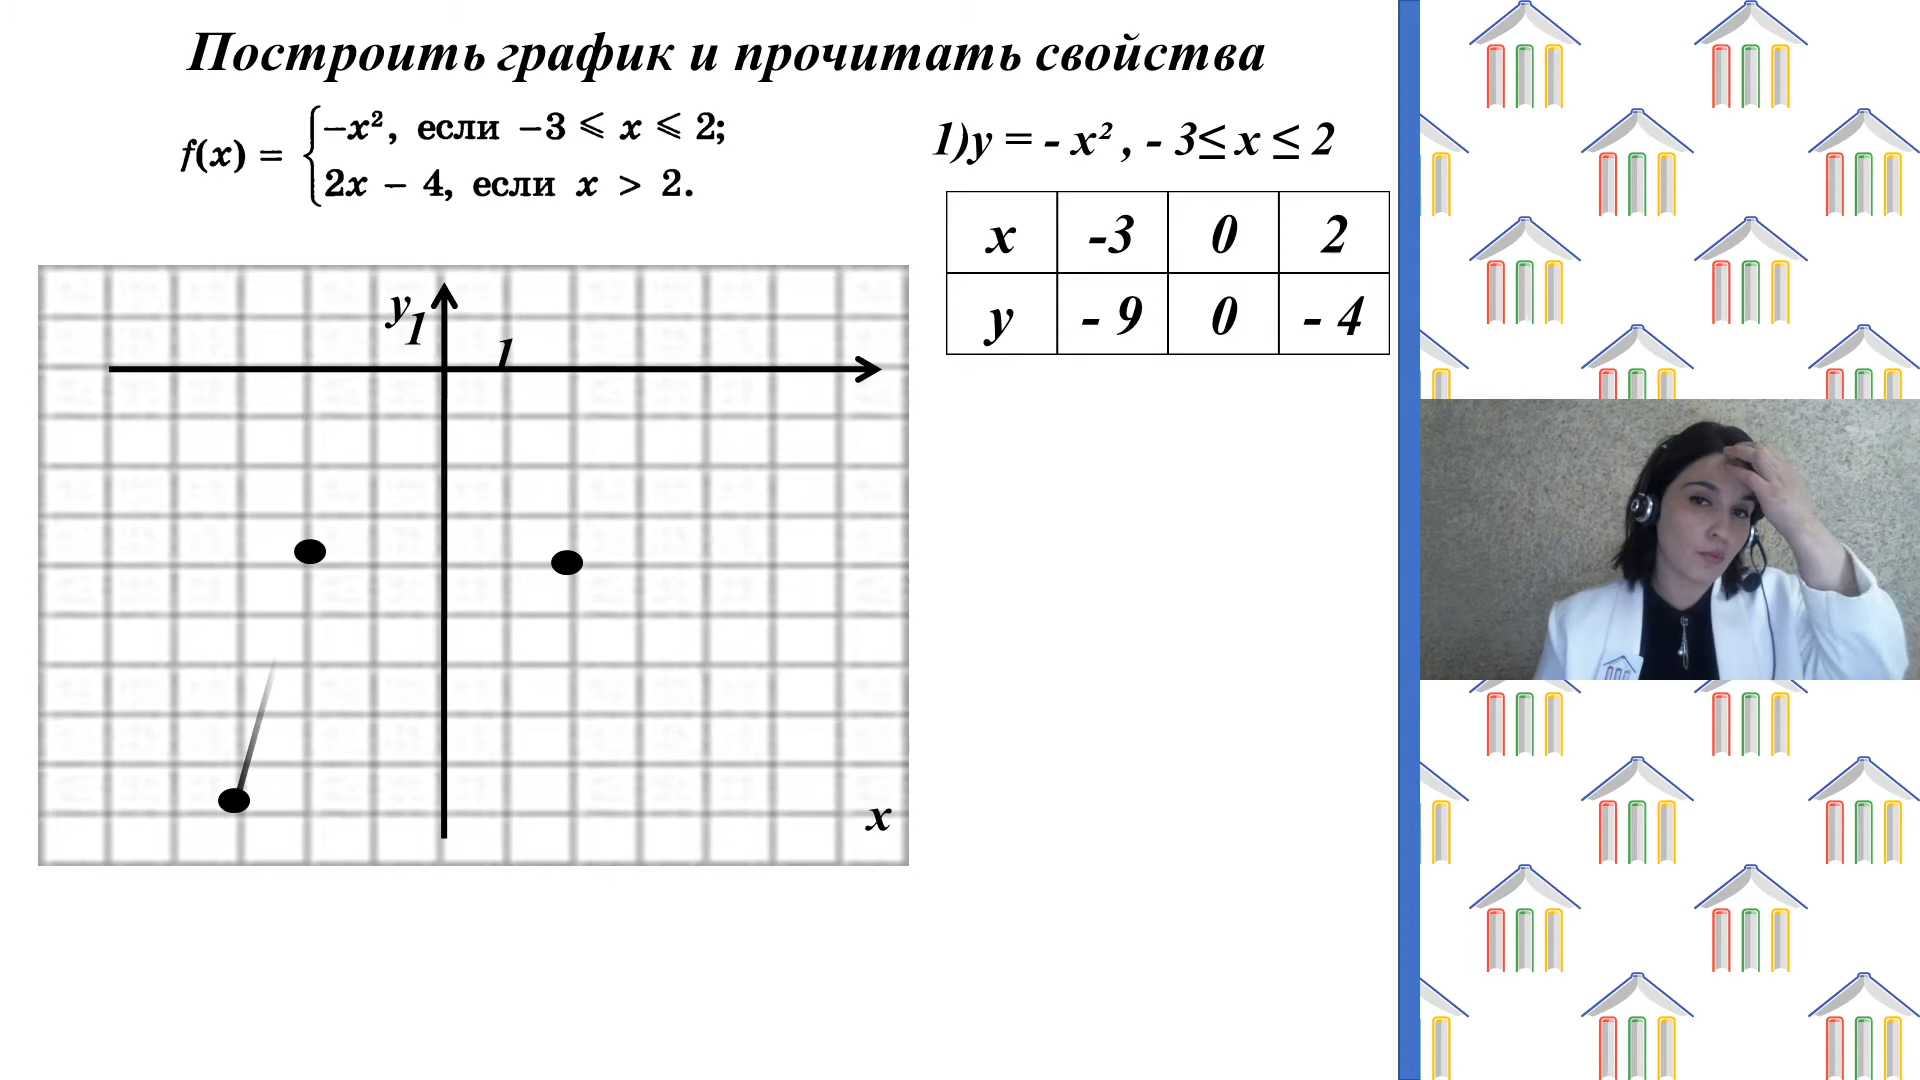 Построить график и прочитать свойства
f(x) = { −x², если −3 ⩽ x ⩽ 2;
2x − 4, если x > 2.
1)y = - x² , - 3≤ x ≤ 2
x -3 0 2
y - 9 0 - 4
y
1
1
x